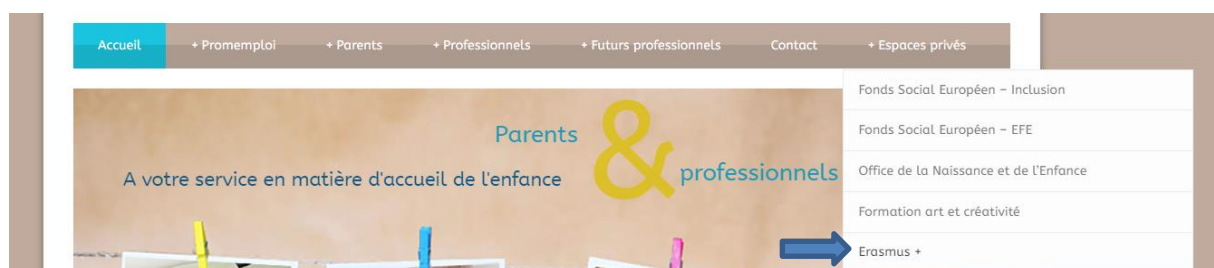 Accueil + Promemploi + Parents + Professionnels + Futurs professionnels Contact + Espaces privés
Fonds Social Européen – Inclusion
Fonds Social Européen – EFE
Office de la Naissance et de l'Enfance
Formation art et créativité
Erasmus +
Parents
&
professionnels
A votre service en matière d'accueil de l'enfance